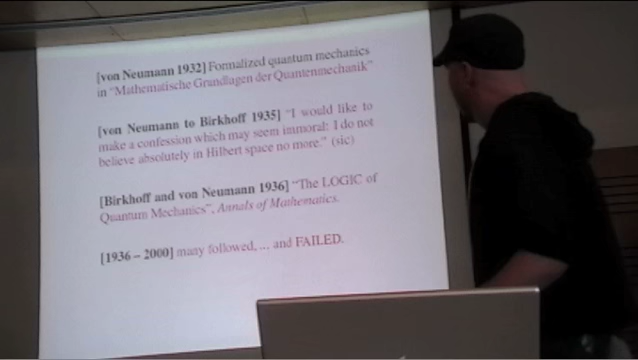 [von Neumann 1932] Formalized quantum mechanics
in "Mathematische Grundlagen der Quantenmechanik"
[von Neumann to Birkhoff 1935] "I would like to
make a confession which may seem immoral: I do not
believe absolutely in Hilbert space no more." (sic)
[Birkhoff and von Neumann 1936] "The LOGIC of
Quantum Mechanics", Annals of Mathematics.
[1936 – 2000] many followed, ... and FAILED.